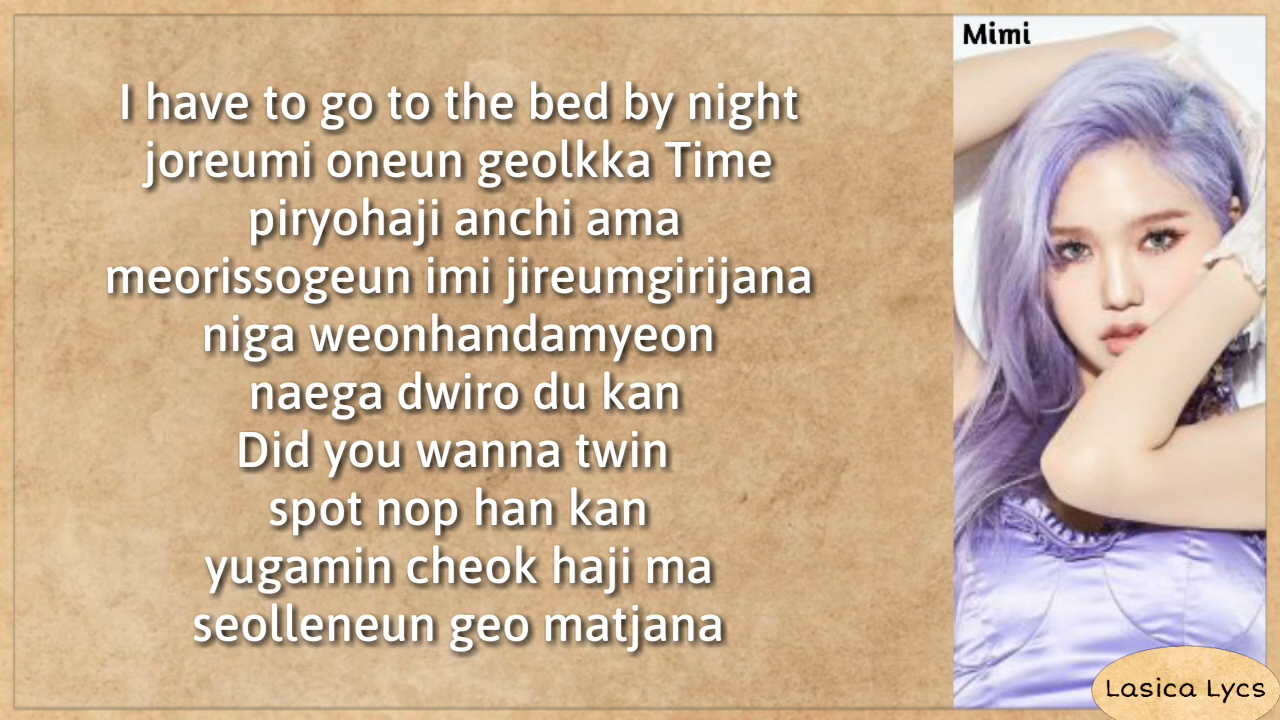 Mimi
I have to go to the bed by night
joreumi oneun geolkka Time
piryohaji anchi ama
meorissogeun imi jireumgirijana
niga weonhandamyeon
naega dwiro du kan
Did you wanna twin
spot nop han kan
yugamin cheok haji ma
seolleneun geo matjana
Lasica Lycs